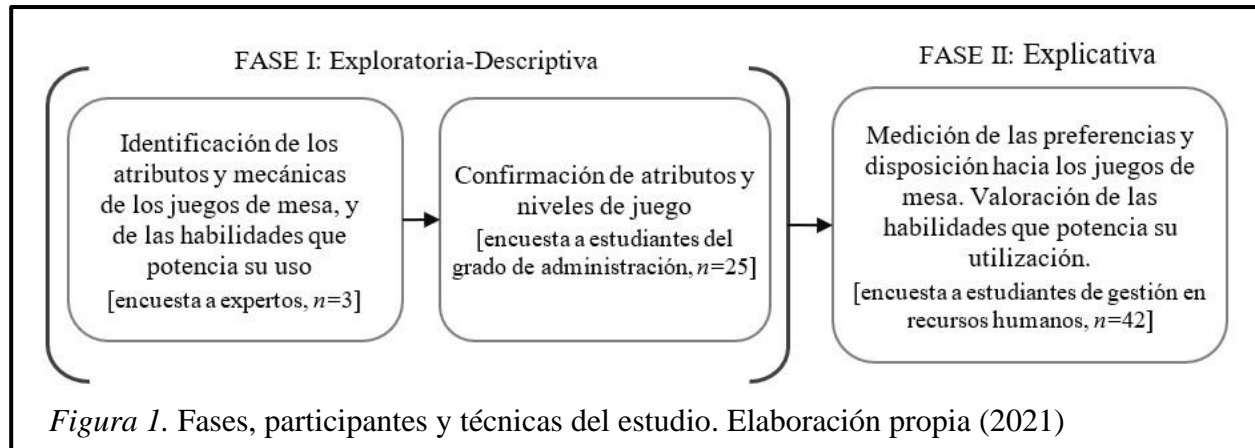 FASE I: Exploratoria-Descriptiva
Identificación de los
atributos y mecánicas
de los juegos de mesa, y
de las habilidades que
potencia su uso
[encuesta a expertos, n=3]
Confirmación de atributos y
niveles de juego
[encuesta a estudiantes del
grado de administración, n=25]
FASE II: Explicativa
Medición de las preferencias y
disposición hacia los juegos de
mesa. Valoración de las
habilidades que potencia su
utilización.
[encuesta a estudiantes de gestión en
recursos humanos, n=42]
Figura 1. Fases, participantes y técnicas del estudio. Elaboración propia (2021)